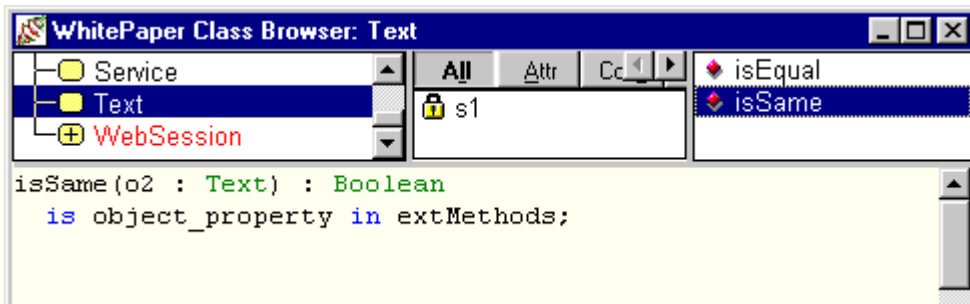 WhitePaper Class Browser: Text
Service
Text
WebSession
All Attr
s1
isEqual
isSame
isSame(o2 : Text) : Boolean
is object_property in extMethods;